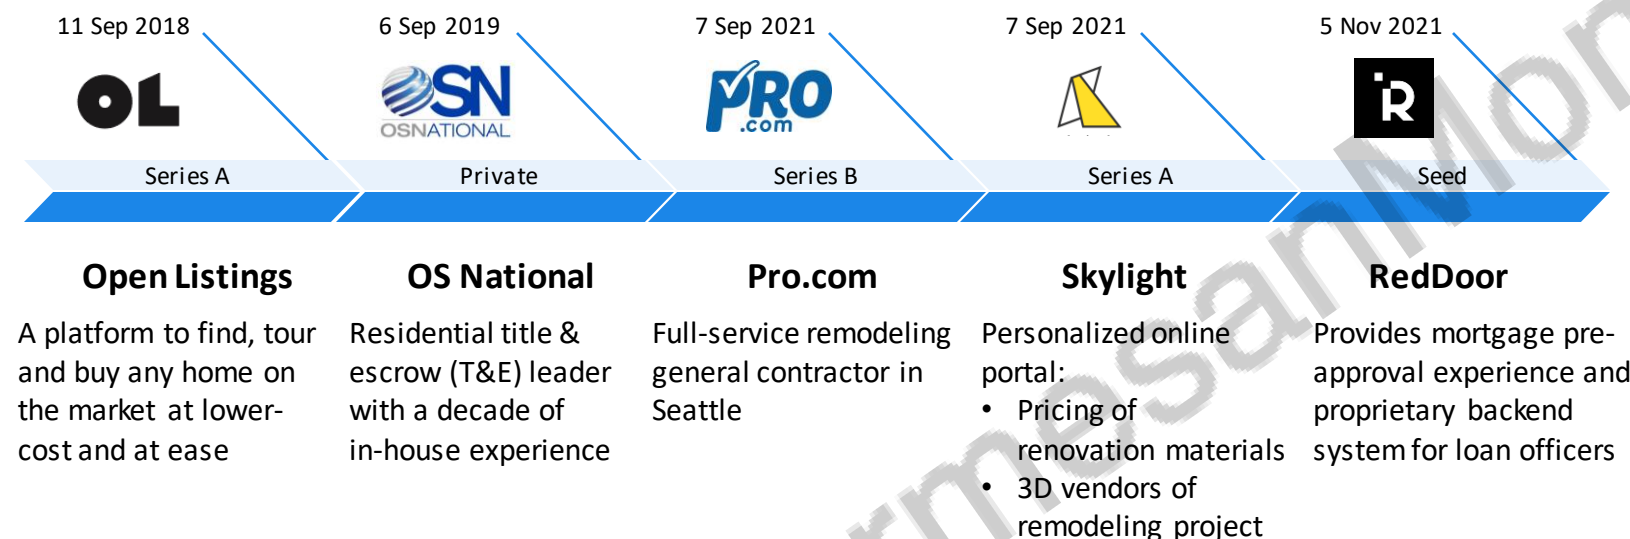 11 Sep 2018
6 Sep 2019
7 Sep 2021
7 Sep 2021
5 Nov 2021
OL
OSN
OSNATIONAL
PRO
.com
R
Series A
Private
Series B
Series A
Seed
Open Listings
A platform to find, tour
and buy any home on
the market at lower-
cost and at ease
OS National
Residential title &
escrow (T&E) leader
with a decade of
in-house experience
Pro.com
Full-service remodeling
general contractor in
Seattle
Skylight
Personalized online
portal:
• Pricing of
renovation materials
• 3D vendors of
remodeling project
RedDoor
Provides mortgage pre-
approval experience and
proprietary backend
system for loan officers